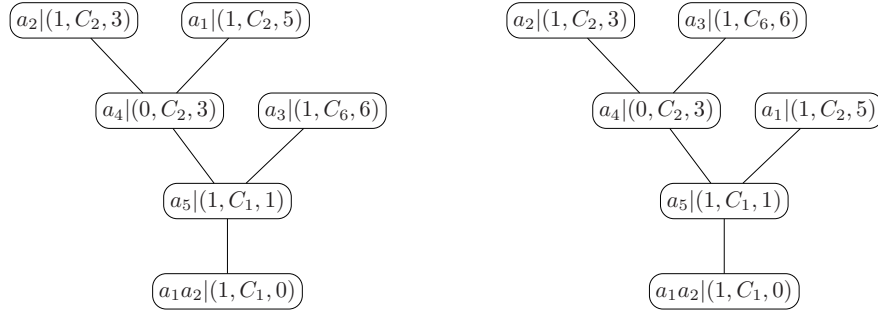 a₂|(1, C₂, 3) a₁|(1, C₂, 5) a₂|(1, C₂, 3) a₃|(1, C₆, 6)
a₄|(0, C₂, 3) a₃|(1, C₆, 6) a₄|(0, C₂, 3) a₁|(1, C₂, 5)
a₅|(1, C₁, 1) a₅|(1, C₁, 1)
a₁a₂|(1, C₁, 0) a₁a₂|(1, C₁, 0)